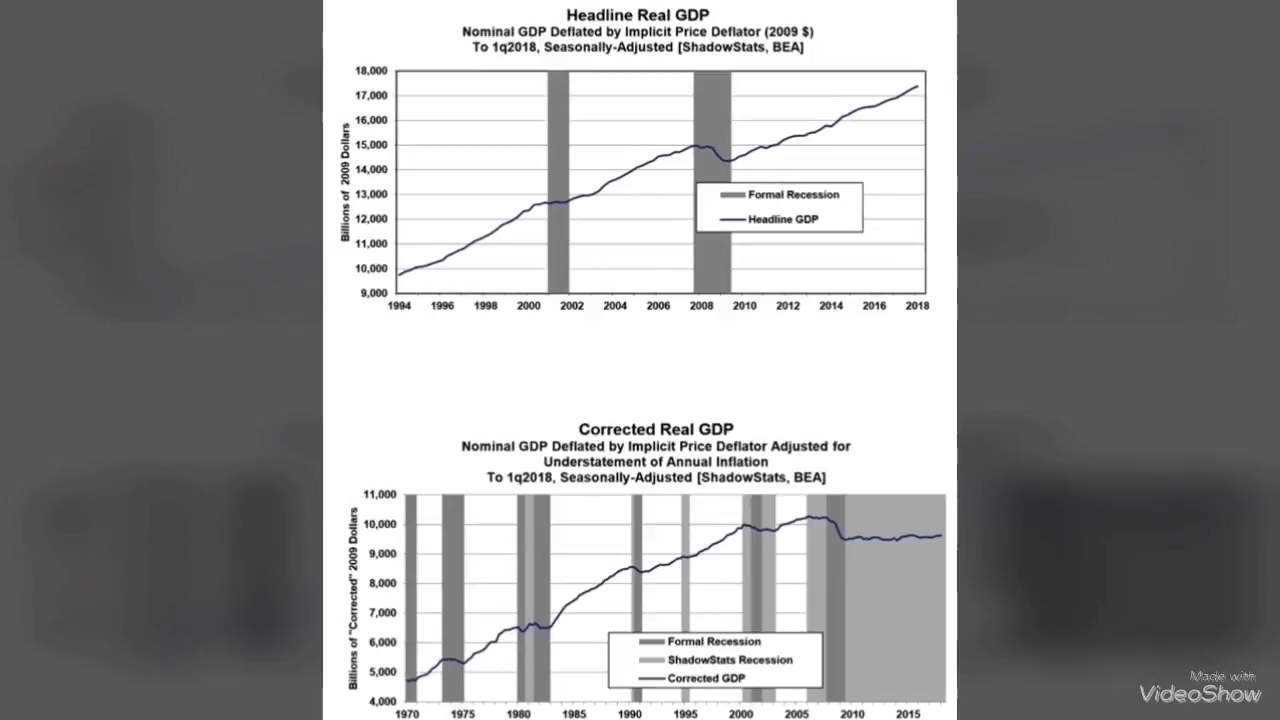 Headline Real GDP
Nominal GDP Deflated by Implicit Price Deflator (2009 $)
To 1q2018, Seasonally-Adjusted [ShadowStats, BEA]
Billions of 2009 Dollars
18,000
17,000
16,000
15,000
14,000
13,000
12,000
11,000
10,000
9,000
Formal Recession
Headline GDP
1994 1996 1998 2000 2002 2004 2006 2008 2010 2012 2014 2016 2018
Corrected Real GDP
Nominal GDP Deflated by Implicit Price Deflator Adjusted for
Understatement of Annual Inflation
To 1q2018, Seasonally-Adjusted [ShadowStats, BEA]
Billions of "Corrected" 2009 Dollars
11,000
10,000
9,000
8,000
7,000
6,000
5,000
4,000
Formal Recession
ShadowStats Recession
Corrected GDP
1970 1975 1980 1985 1990 1995 2000 2005 2010 2015
Made with
VideoShow